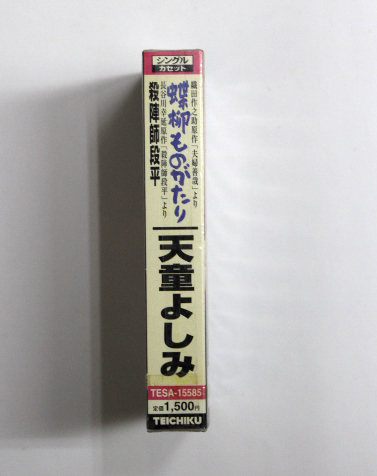 シングル
カセット
織田作之助原作「夫婦善哉」より
蝶柳ものがたり
長谷川幸延原作「殺陣師段平」より
殺陣師段平
天童よしみ
TESA-15585
定価1,500円
TEICHIKU